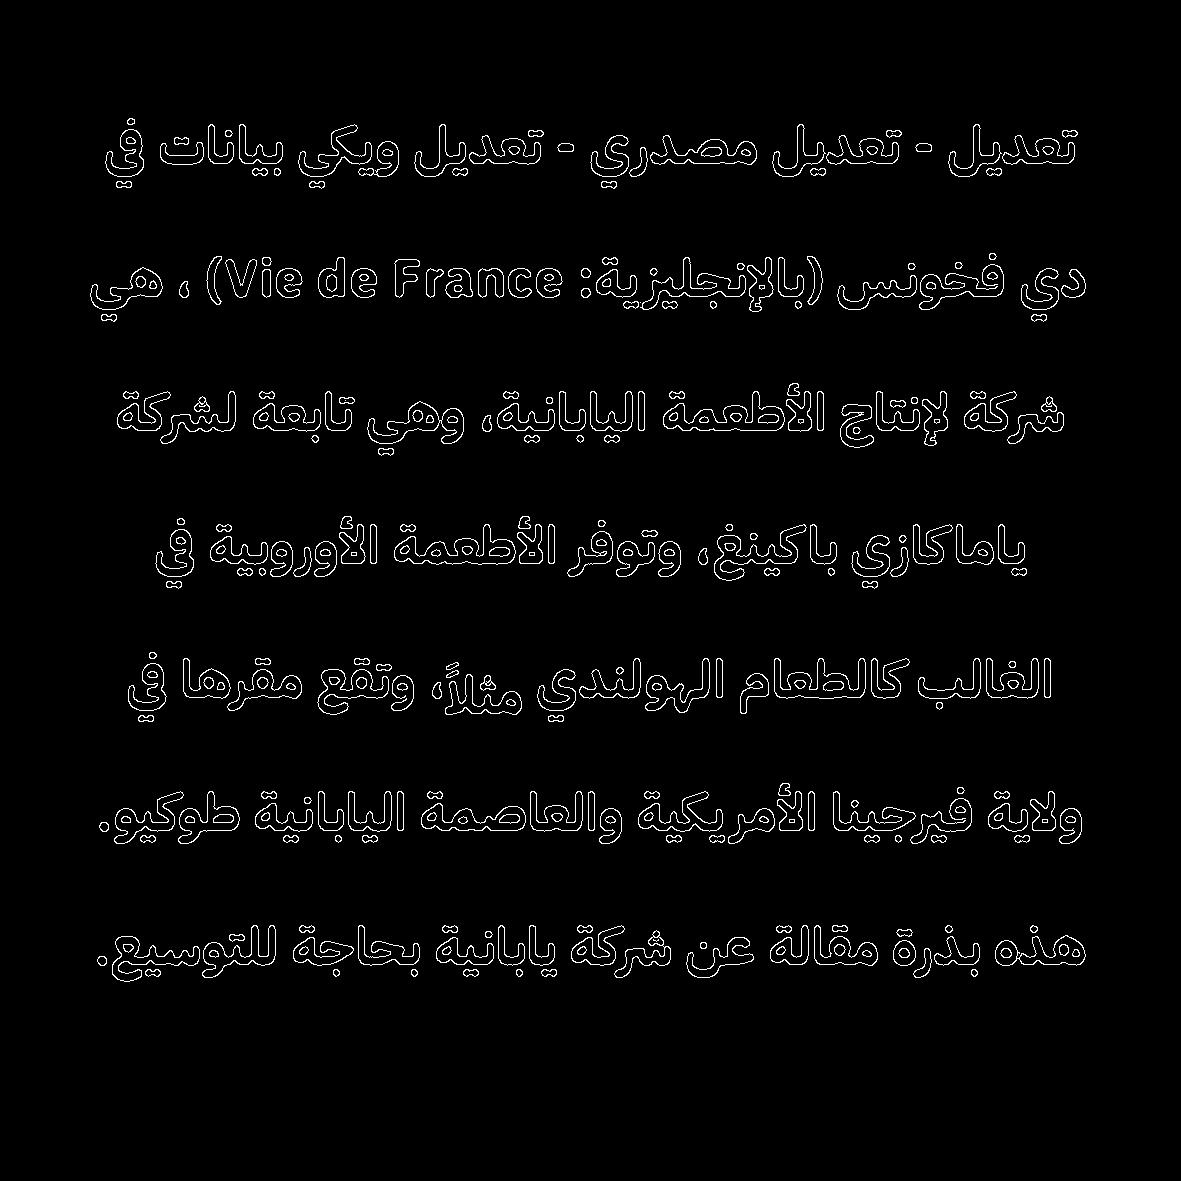 تعديل - تعديل مصدري - تعديل ويكي بيانات في
دي فخونس (بالإنجليزية: Vie de France) ، هي
شركة لإنتاج الأطعمة اليابانية، وهي تابعة لشركة
ياماكازي باكينغ، وتوفر الأطعمة الأوروبية في
الغالب كالطعام الهولندي مثلاً، وتقع مقرها في
ولاية فيرجينا الأمريكية والعاصمة اليابانية طوكيو.
هذه بذرة مقالة عن شركة يابانية بحاجة للتوسيع.